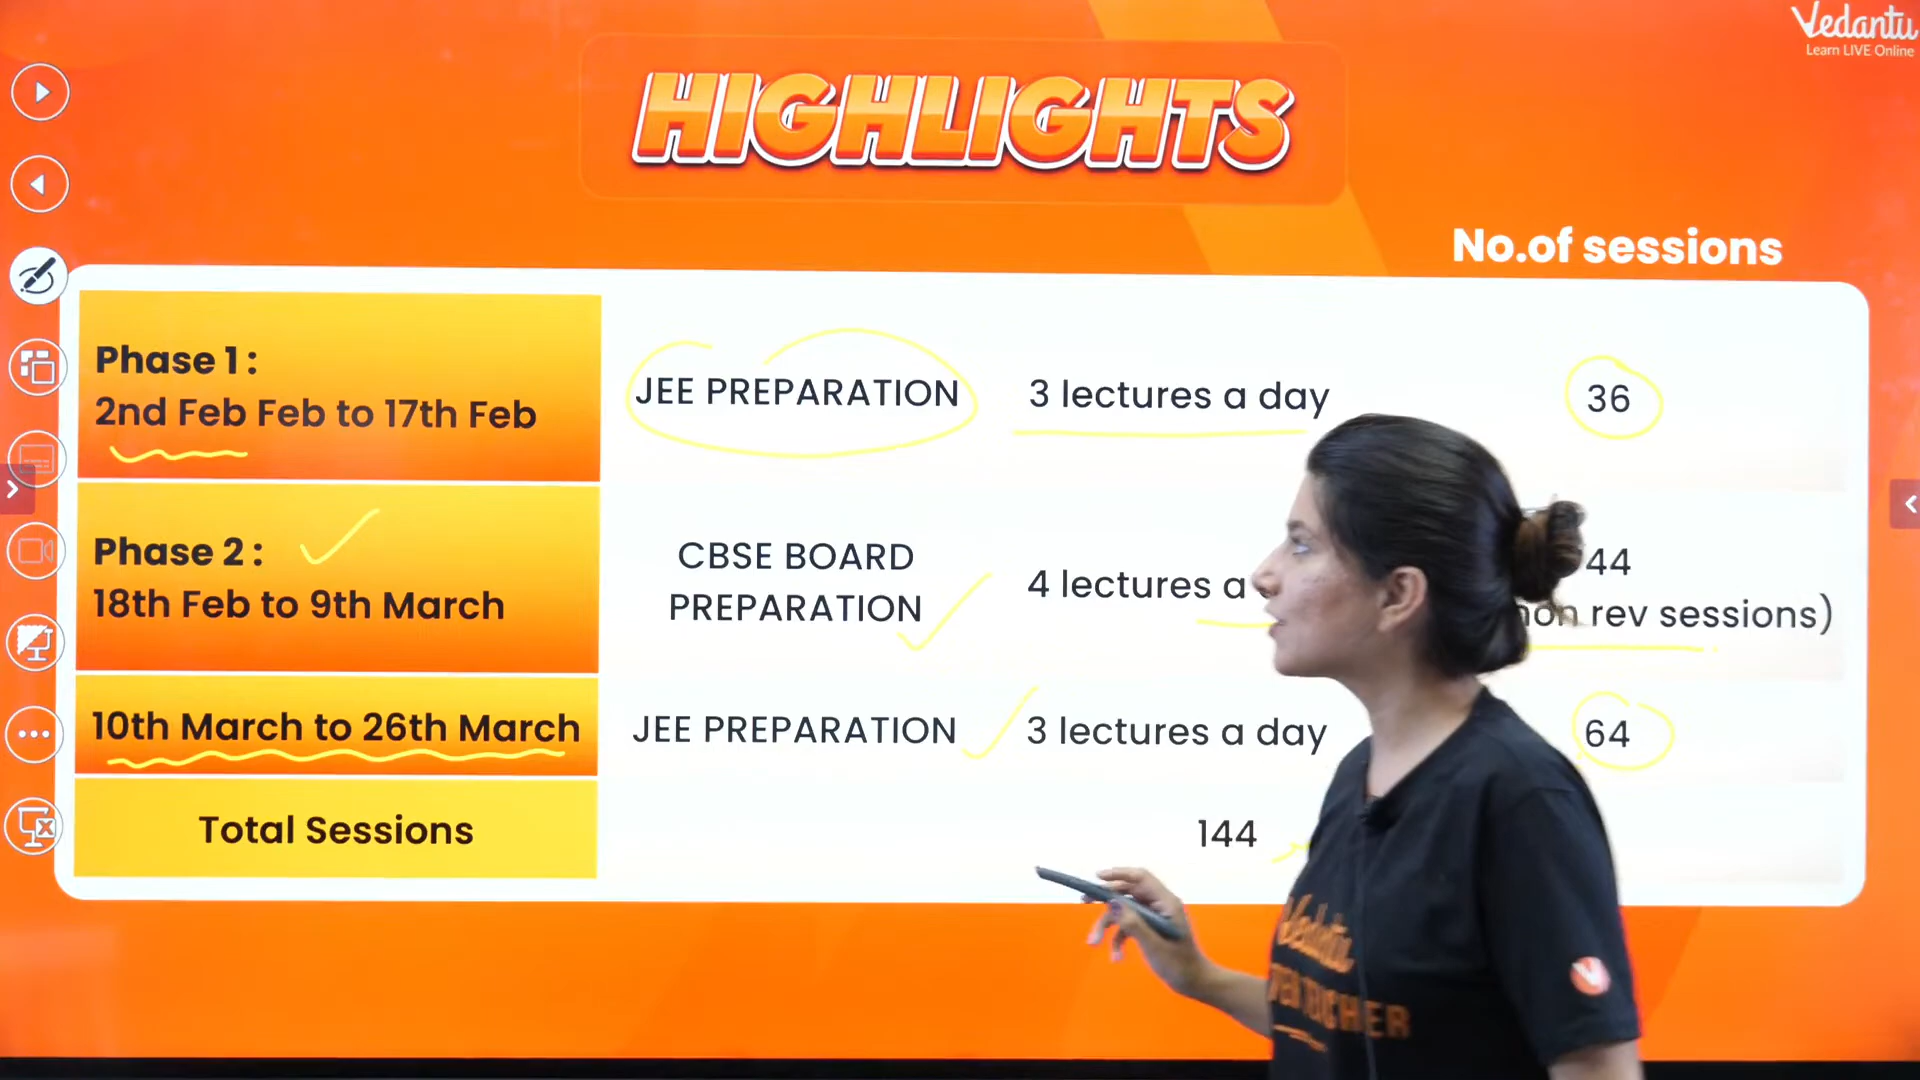 Vedantu
Learn LIVE Online
HIGHLIGHTS
No.of sessions
Phase 1 :
2nd Feb Feb to 17th Feb
JEE PREPARATION
3 lectures a day
36
Phase 2 :
18th Feb to 9th March
CBSE BOARD
PREPARATION
4 lectures a
44
rev sessions)
10th March to 26th March
JEE PREPARATION
3 lectures a day
64
Total Sessions
144
Vedantu